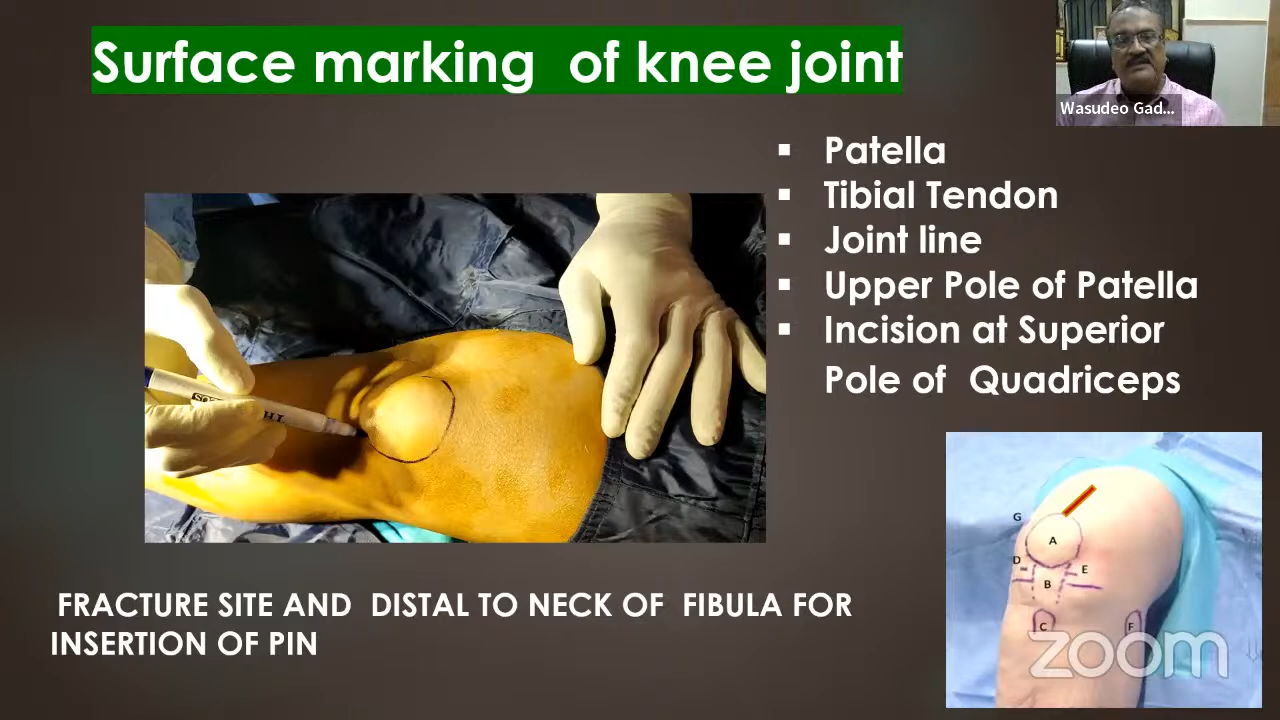 Surface marking of knee joint
Wasudeo Gad...
▪ Patella
▪ Tibial Tendon
▪ Joint line
▪ Upper Pole of Patella
▪ Incision at Superior
Pole of Quadriceps
G
A
D
E
B
C
F
zoom
FRACTURE SITE AND DISTAL TO NECK OF FIBULA FOR
INSERTION OF PIN